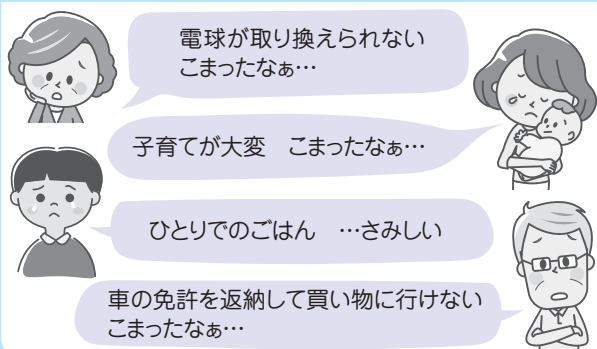 電球が取り換えられない
こまったなぁ…
子育てが大変　こまったなぁ…
ひとりでのごはん　…さみしい
車の免許を返納して買い物に行けない
こまったなぁ…